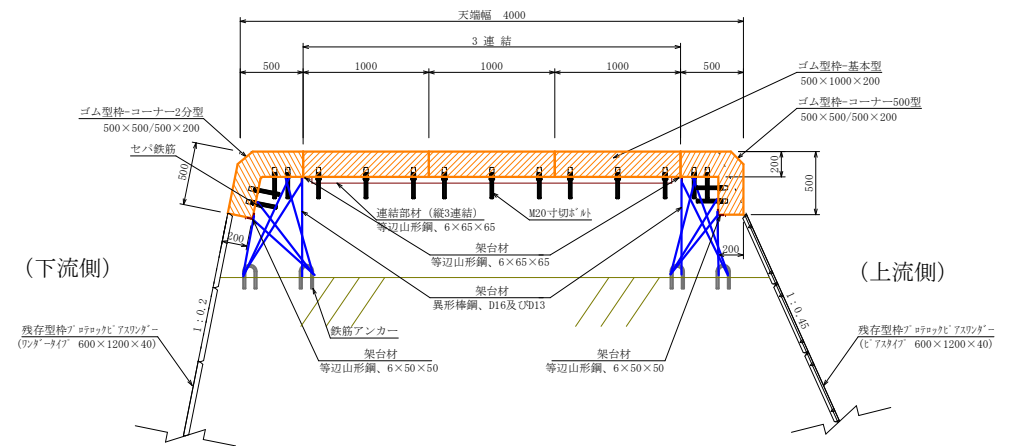 天端幅 4000
3 連 結
500
1000
1000
1000
500
ゴム型枠-基本型
500×1000×200
ゴム型枠-コーナー2分型
500×500/500×200
ゴム型枠-コーナー500型
500×500/500×200
セパ鉄筋
500
200
500
連結部材（縦3連結）
等辺山形鋼、6×65×65
M20寸切ボルト
200
200
架台材
等辺山形鋼、6×65×65
（下流側）
（上流側）
架台材
異形棒鋼、D16及びD13
1：0.2
1：0.45
鉄筋アンカー
残存型枠プロテロックピアスワンダー
(ワンダータイプ 600×1200×40)
残存型枠プロテロックピアスワンダー
(ピアスタイプ 600×1200×40)
架台材
等辺山形鋼、6×50×50
架台材
等辺山形鋼、6×50×50